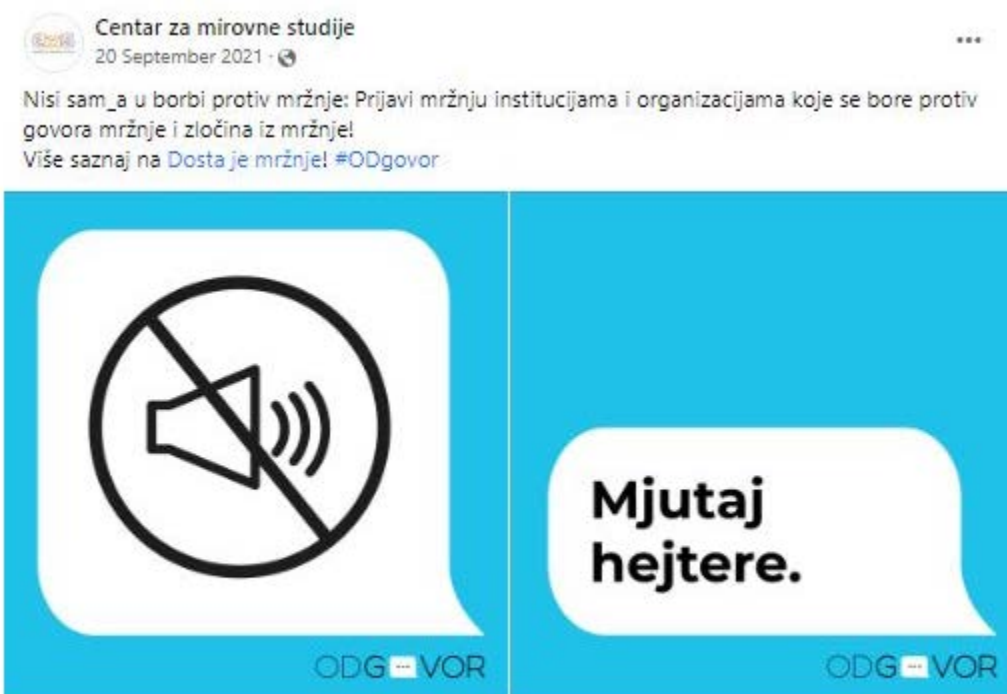 Centar za mirovne studije
20 September 2021 ·
Nisi sam_a u borbi protiv mržnje: Prijavi mržnju institucijama i organizacijama koje se bore protiv
govora mržnje i zločina iz mržnje!
Više saznaj na Dosta je mržnje! #ODgovor
Mjutaj
hejtere.
ODG VOR
ODG VOR